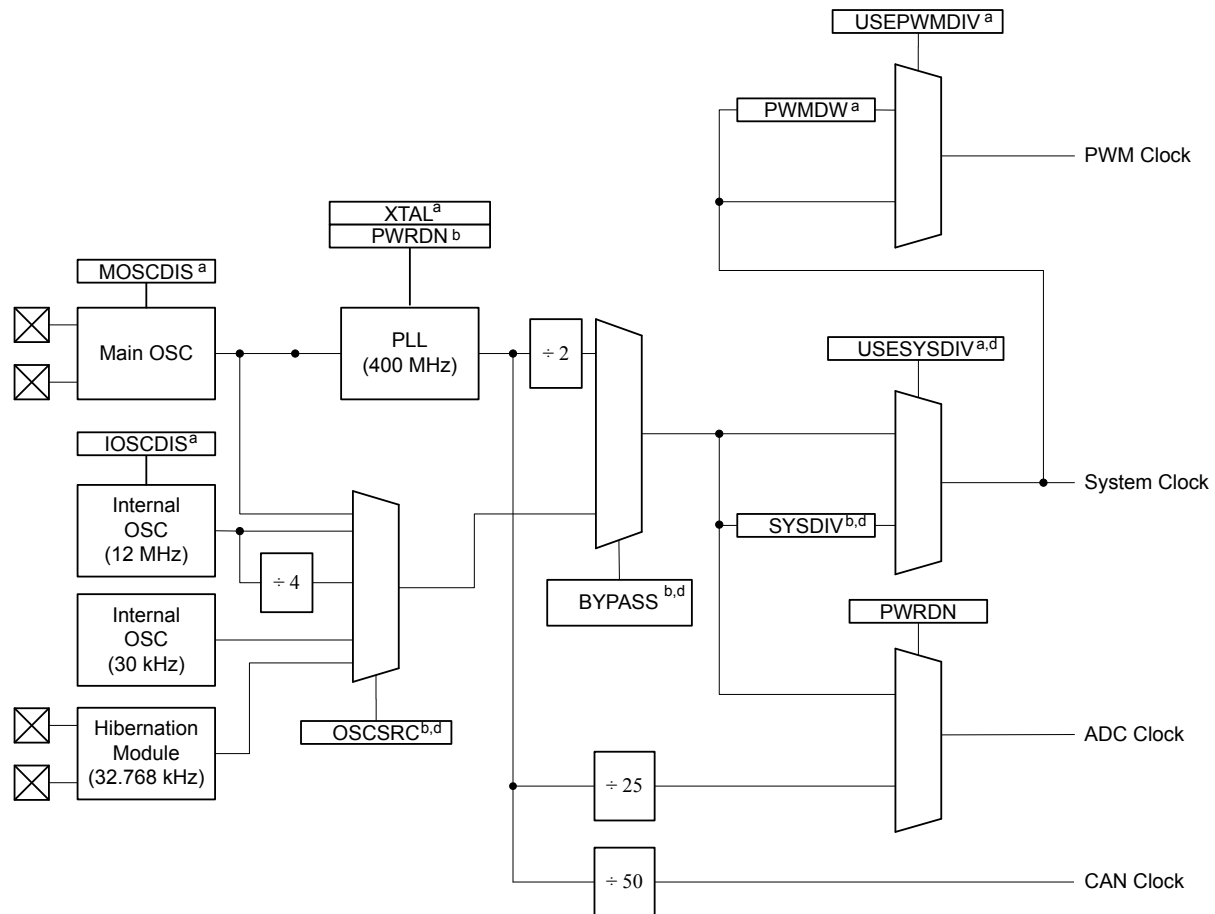 USEPWMDIV a
PWMDW a
PWM Clock
XTAL a
PWRDN b
MOSCDIS a
Main OSC
PLL
(400 MHz)
÷ 2
USESYSDIV a,d
IOSCDIS a
Internal
OSC
(12 MHz)
÷ 4
System Clock
SYSDIV b,d
BYPASS b,d
Internal
OSC
(30 kHz)
PWRDN
OSCSRC b,d
Hibernation
Module
(32.768 kHz)
ADC Clock
÷ 25
÷ 50
CAN Clock